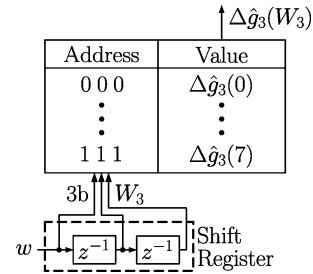 Δĝ₃(W₃)
Address Value
0 0 0 Δĝ₃(0)
⋮ ⋮
1 1 1 Δĝ₃(7)
3b W₃
w z⁻¹ z⁻¹ Shift
Register